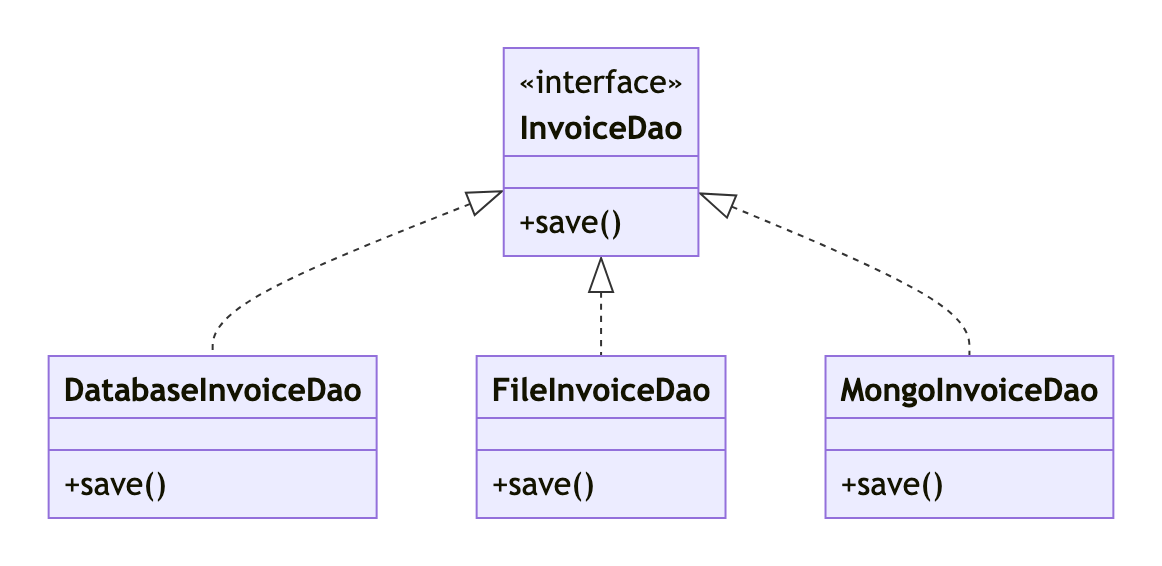 «interface»
InvoiceDao
+save()
DatabaseInvoiceDao
+save()
FileInvoiceDao
+save()
MongoInvoiceDao
+save()